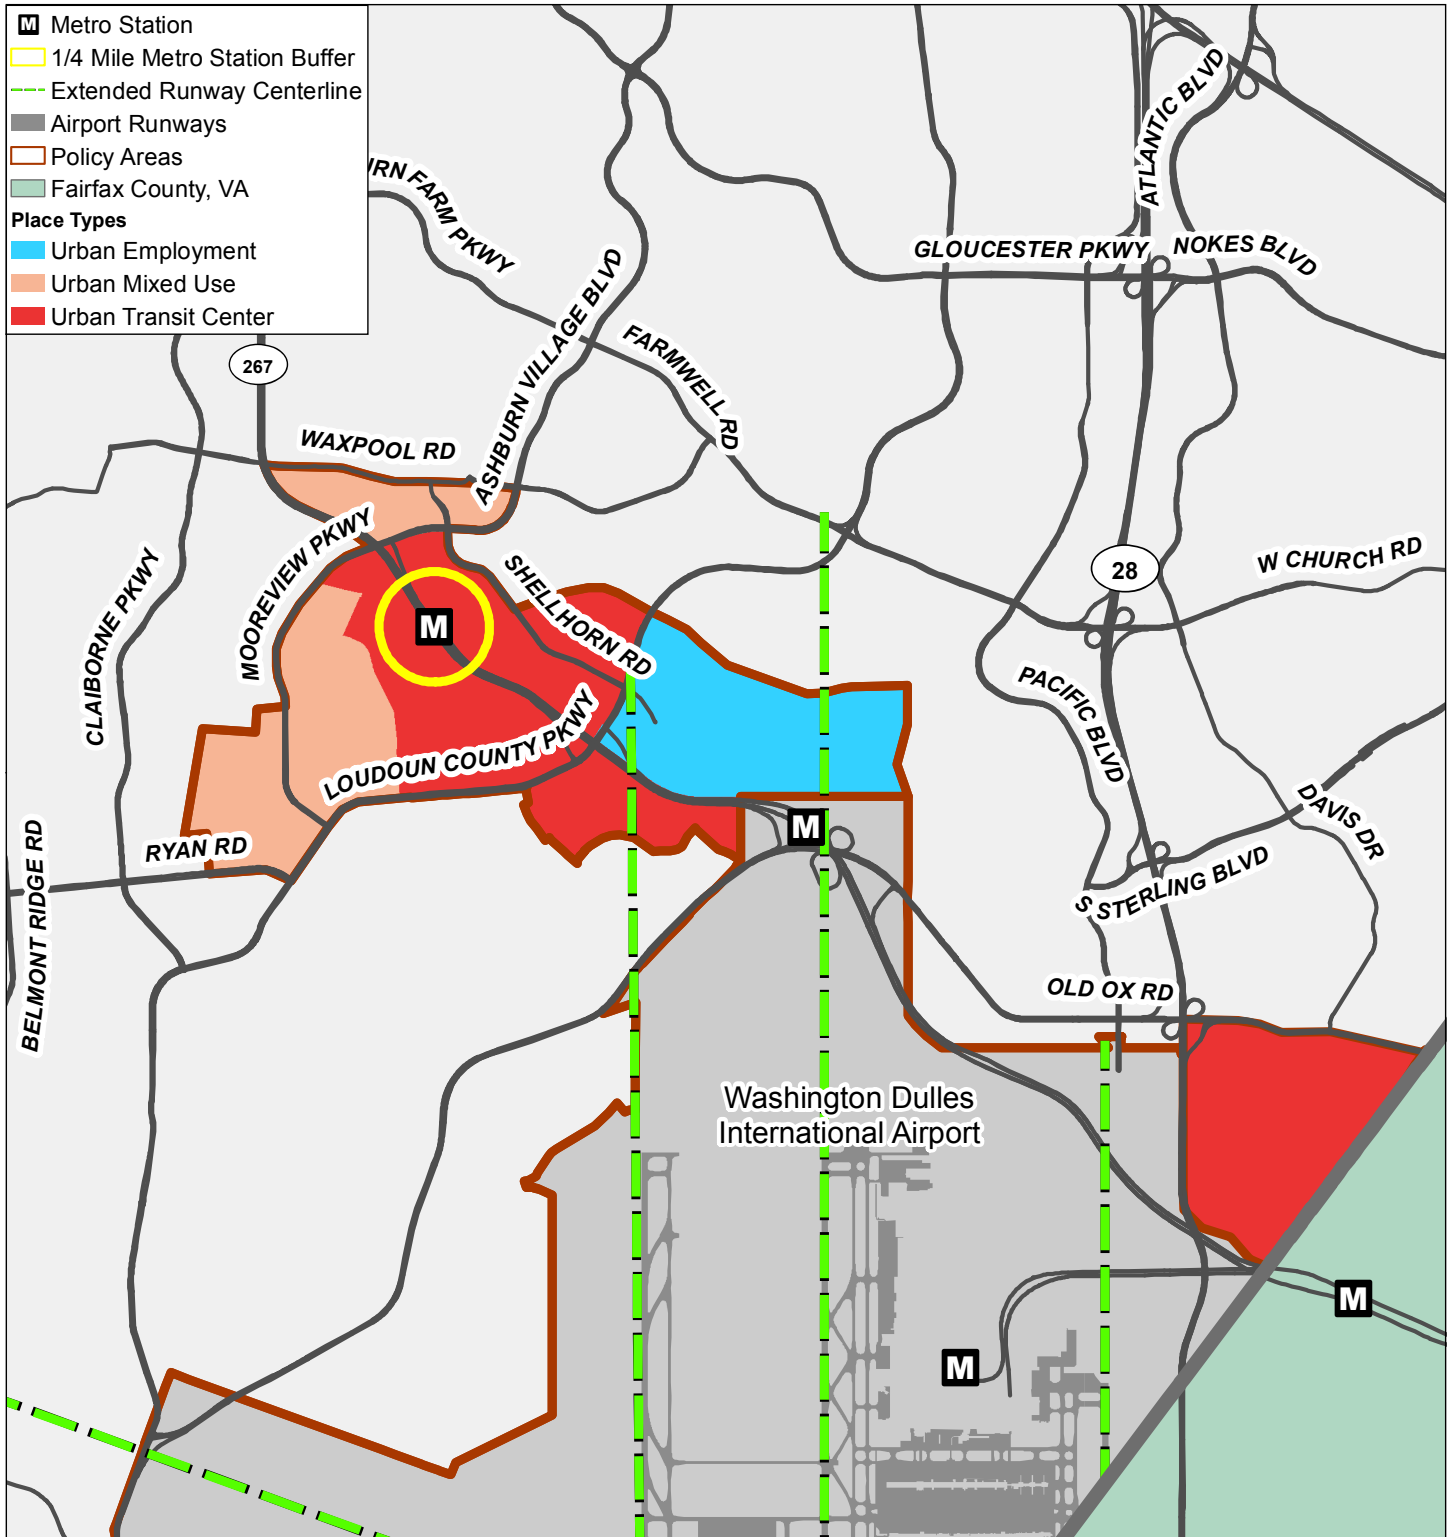 M Metro Station
1/4 Mile Metro Station Buffer
Extended Runway Centerline
Airport Runways
Policy Areas
Fairfax County, VA
Place Types
Urban Employment
Urban Mixed Use
Urban Transit Center
FARM PKWY
ATLANTIC BLVD
GLOUCESTER PKWY
NOKES BLVD
ASHBURN VILLAGE BLVD
FARMWELL RD
267
WAXPOOL RD
MOOREVIEW PKWY
CLAIBORNE PKWY
SHELLHORN RD
W CHURCH RD
28
M
LOUDOUN COUNTY PKWY
PACIFIC BLVD
DAVIS DR
M
RYAN RD
BELMONT RIDGE RD
S STERLING BLVD
OLD OX RD
Washington Dulles
International Airport
M
M